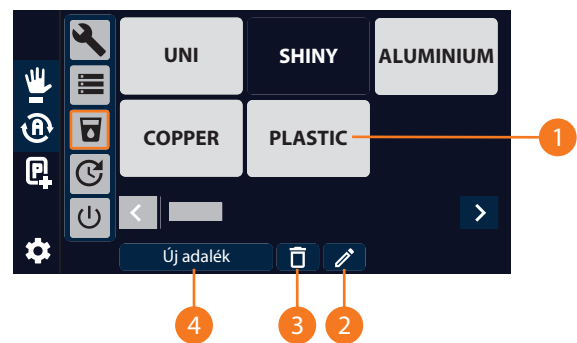 UNI SHINY ALUMINIUM
COPPER PLASTIC
1
A
P
Új adalék
4 3 2